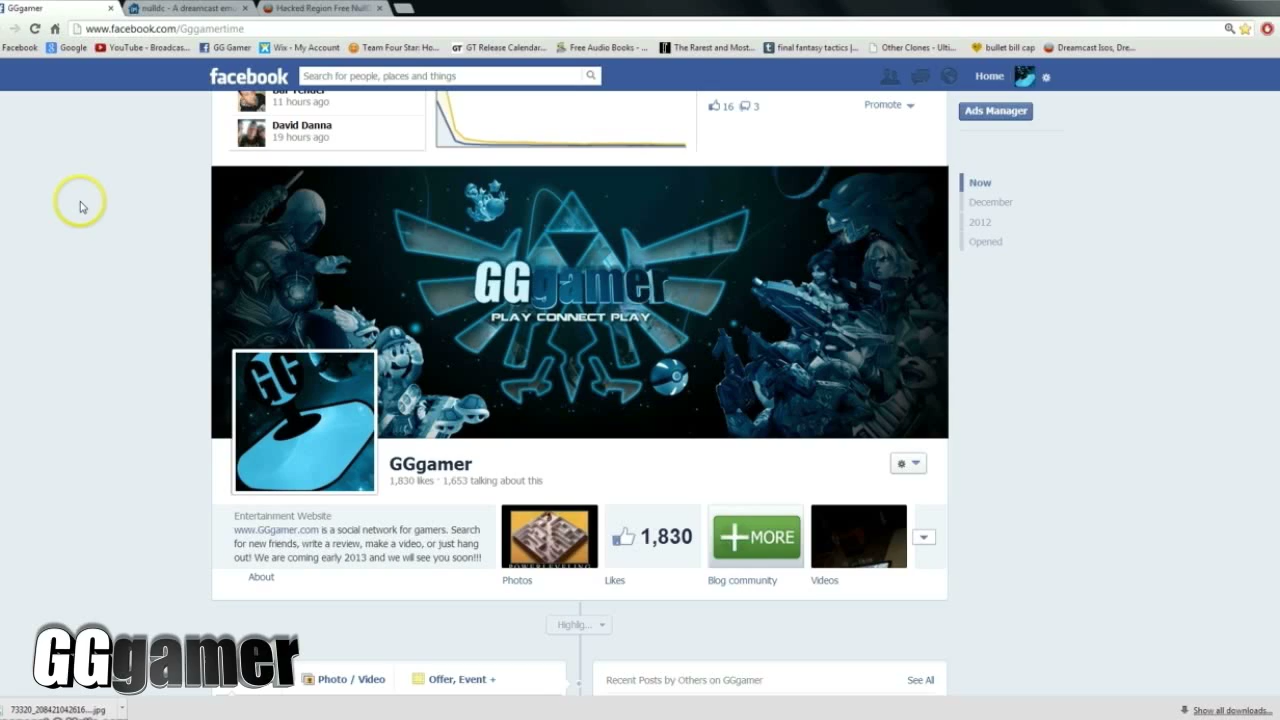 GGgamer
nulldc - A dreamcast em...
Hacked Region Free Null
www.facebook.com/Gggamertime
Facebook
Google
YouTube - Broadcas...
GG Gamer
Wix - My Account
Team Four Star: Ho...
GT Release Calendar...
Free Audio Books - ...
The Rarest and Most...
final fantasy tactics |...
Other Clones - Ulti...
bullet bill cap
Dreamcast Isos, Dre...
facebook
Search for people, places and things
Home
11 hours ago
16
3
Promote
Ads Manager
David Danna
19 hours ago
Now
December
2012
Opened
GGgamer
PLAY CONNECT PLAY
GG
GGgamer
1,830 likes · 1,653 talking about this
Entertainment Website
www.GGgamer.com is a social network for gamers. Search
for new friends, write a review, make a video, or just hang
out! We are coming early 2013 and we will see you soon!!!
About
POWERLEVELING
Photos
1,830
Likes
+MORE
Blog community
Videos
Highlig...
GGgamer
Photo / Video
Offer, Event +
Recent Posts by Others on GGgamer
See All
73320_208421042616....jpg
Show all downloads...